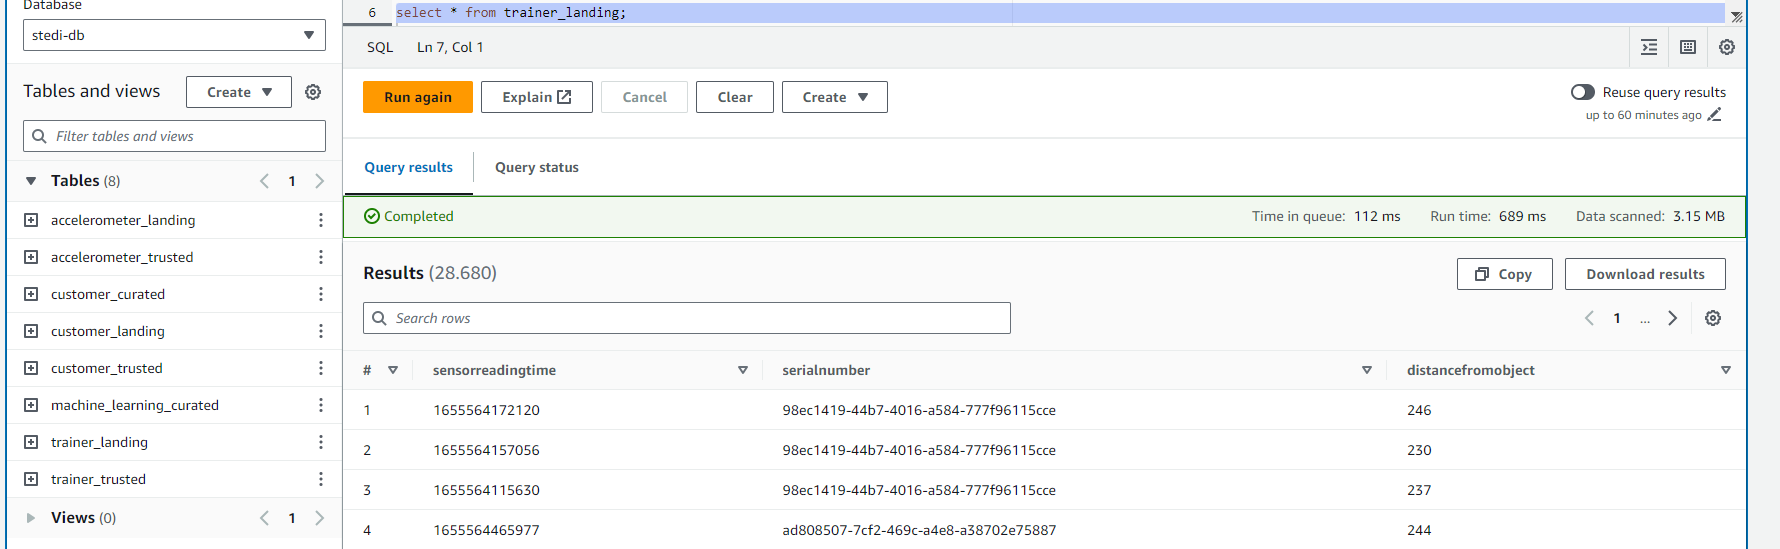 Database
stedi-db
Tables and views
Create
Filter tables and views
Tables (8)
1
accelerometer_landing
accelerometer_trusted
customer_curated
customer_landing
customer_trusted
machine_learning_curated
trainer_landing
trainer_trusted
Views (0)
1
6 select * from trainer_landing;
SQL Ln 7, Col 1
Run again Explain Cancel Clear Create
Reuse query results
up to 60 minutes ago
Query results Query status
Completed Time in queue: 112 ms Run time: 689 ms Data scanned: 3.15 MB
Results (28.680) Copy Download results
Search rows
1 ...
# sensorreadingtime serialnumber distancefromobject
1 1655564172120 98ec1419-44b7-4016-a584-777f96115cce 246
2 1655564157056 98ec1419-44b7-4016-a584-777f96115cce 230
3 1655564115630 98ec1419-44b7-4016-a584-777f96115cce 237
4 1655564465977 ad808507-7cf2-469c-a4e8-a38702e75887 244